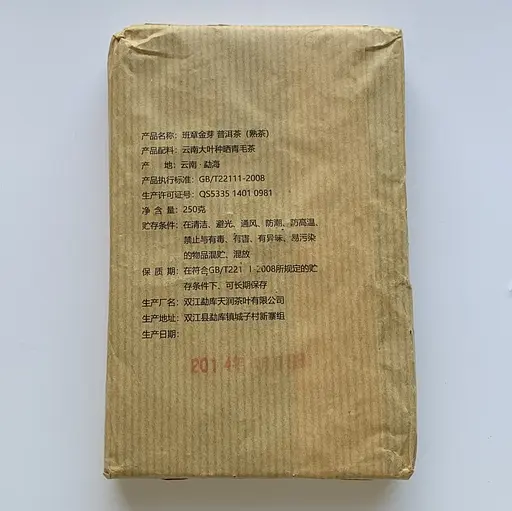 产品名称：班章金芽 普洱茶（熟茶）
产品配料：云南大叶种晒青毛茶
产 地：云南·勐海
产品执行标准：GB/T22111-2008
生产许可证号：QS5335 1401 0981
净 含 量：250克
贮存条件：在清洁、避光、通风、防潮、防高温、
禁止与有毒、有害、有异味、易污染
的物品混贮、混放
保 质 期：在符合GB/T221 1-2008所规定的贮
存条件下，可长期保存
生产厂名：双江勐库天润茶叶有限公司
生产地址：双江县勐库镇城子村新寨组
生产日期：
2014年